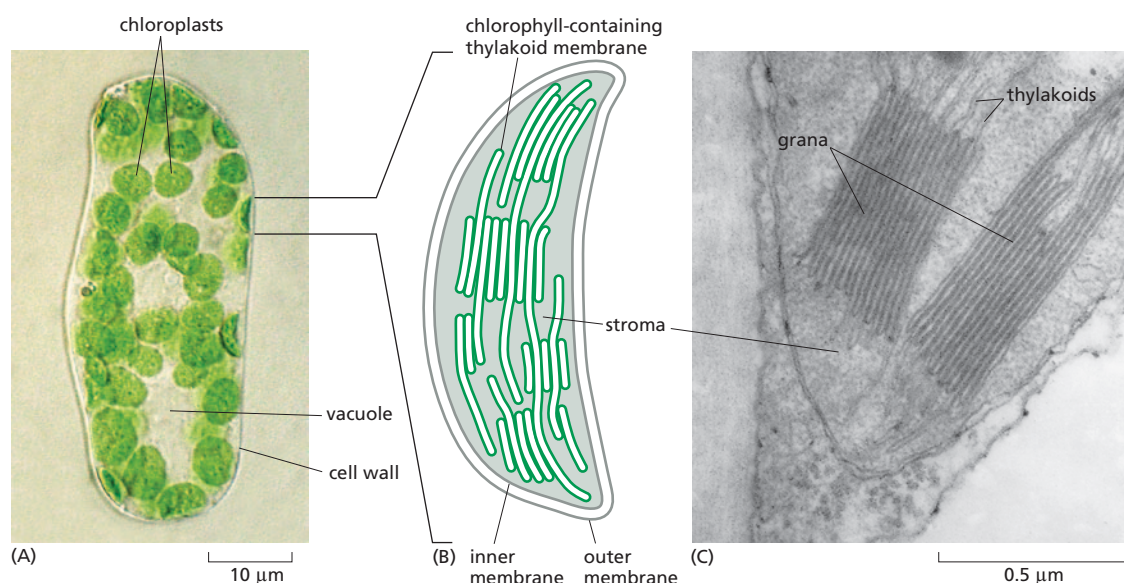 chloroplasts
chlorophyll-containing
thylakoid membrane
thylakoids
grana
stroma
vacuole
cell wall
(A)
10 µm
(B)
inner
membrane
outer
membrane
(C)
0.5 µm